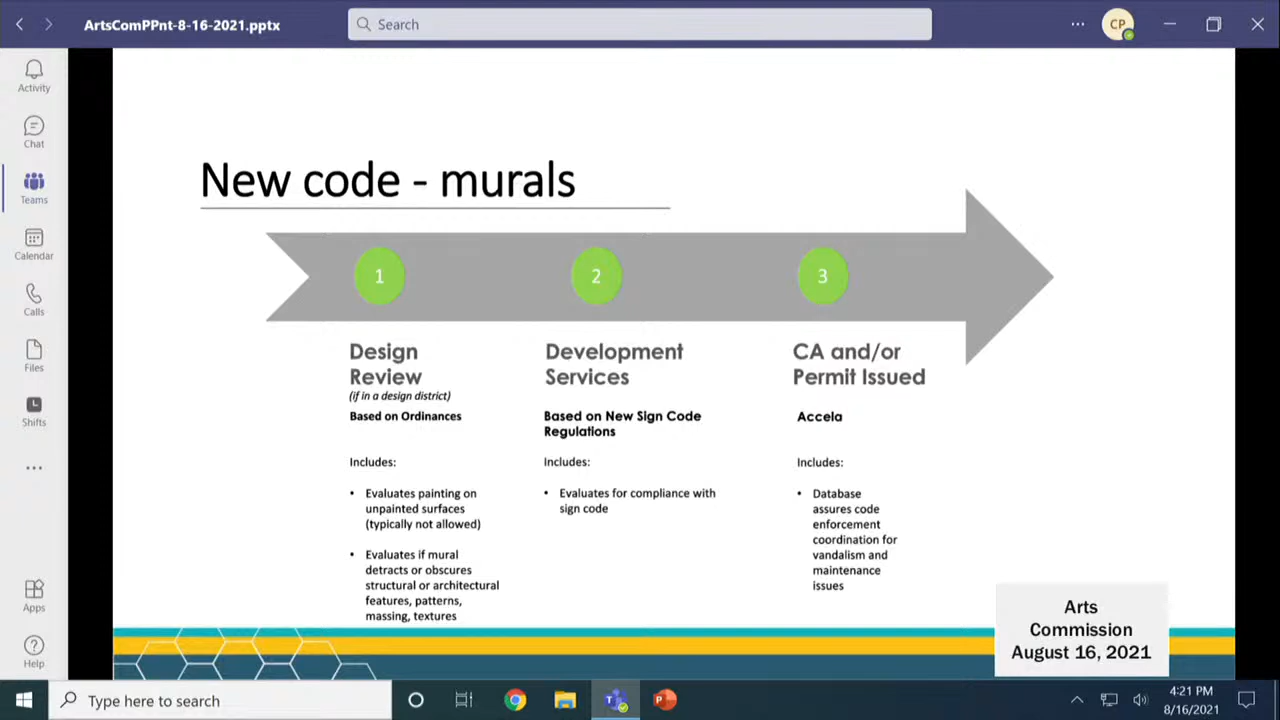 ArtsComPPnt-8-16-2021.pptx
Search
CP
Activity
Chat
Teams
Calendar
Calls
Files
Shifts
Apps
Help
New code - murals
1
2
3
Design
Review
(if in a design district)
Based on Ordinances
Includes:
• Evaluates painting on
unpainted surfaces
(typically not allowed)
• Evaluates if mural
detracts or obscures
structural or architectural
features, patterns,
massing, textures
Development
Services
Based on New Sign Code
Regulations
Includes:
• Evaluates for compliance with
sign code
CA and/or
Permit Issued
Accela
Includes:
• Database
assures code
enforcement
coordination for
vandalism and
maintenance
issues
Arts
Commission
August 16, 2021
Type here to search
4:21 PM
8/16/2021